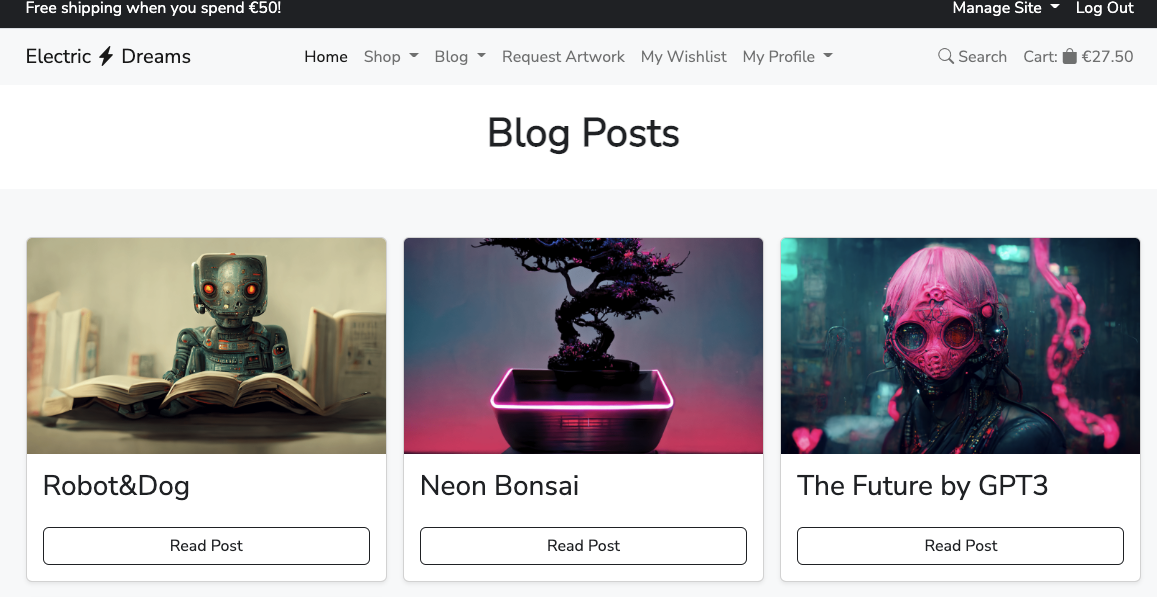 Free shipping when you spend €50! Manage Site Log Out
Electric Dreams Home Shop Blog Request Artwork My Wishlist My Profile Search Cart: €27.50
Blog Posts
Robot&Dog Neon Bonsai The Future by GPT3
Read Post Read Post Read Post